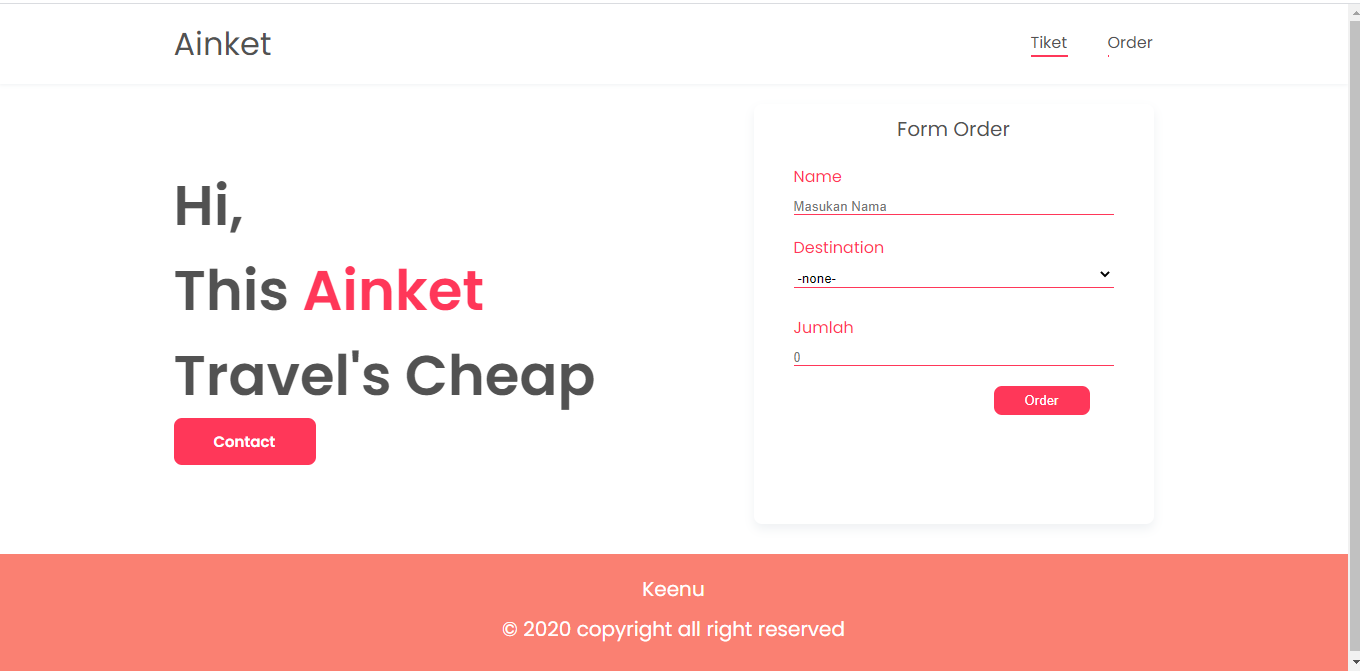 Ainket
Tiket
Order
Hi,
This Ainket
Travel's Cheap
Contact
Form Order
Name
Masukan Nama
Destination
-none-
Jumlah
0
Order
Keenu
© 2020 copyright all right reserved